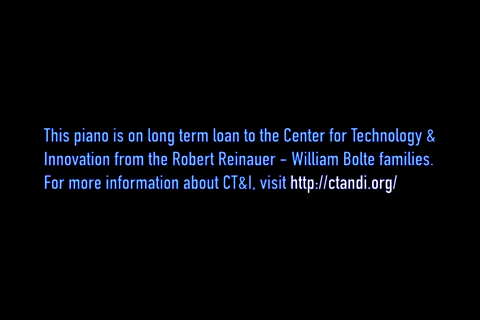 This piano is on long term loan to the Center for Technology &
Innovation from the Robert Reinauer - William Bolte families.
For more information about CT&I, visit http://ctandi.org/